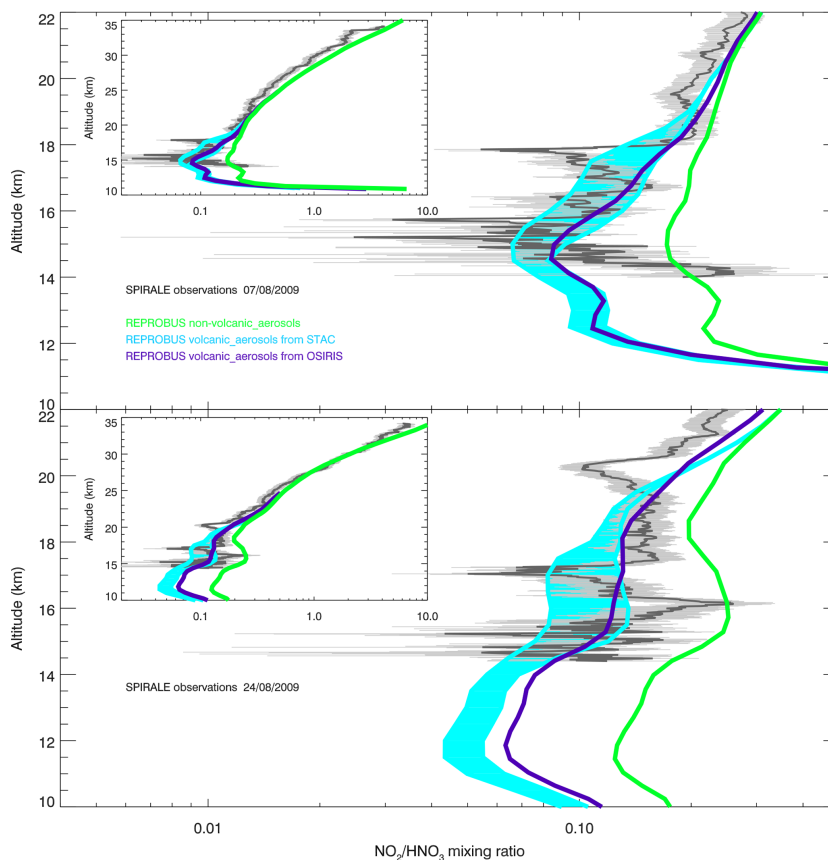 22
20
18
16
14
12
10
Altitude (km)
35
30
25
20
15
10
Altitude (km)
0.1 1.0 10.0
SPIRALE observations 07/08/2009
REPROBUS non-volcanic_aerosols
REPROBUS volcanic_aerosols from STAC
REPROBUS volcanic_aerosols from OSIRIS
22
20
18
16
14
12
10
Altitude (km)
35
30
25
20
15
10
Altitude (km)
0.1 1.0 10.0
SPIRALE observations 24/08/2009
0.01 0.10
NO₂/HNO₃ mixing ratio